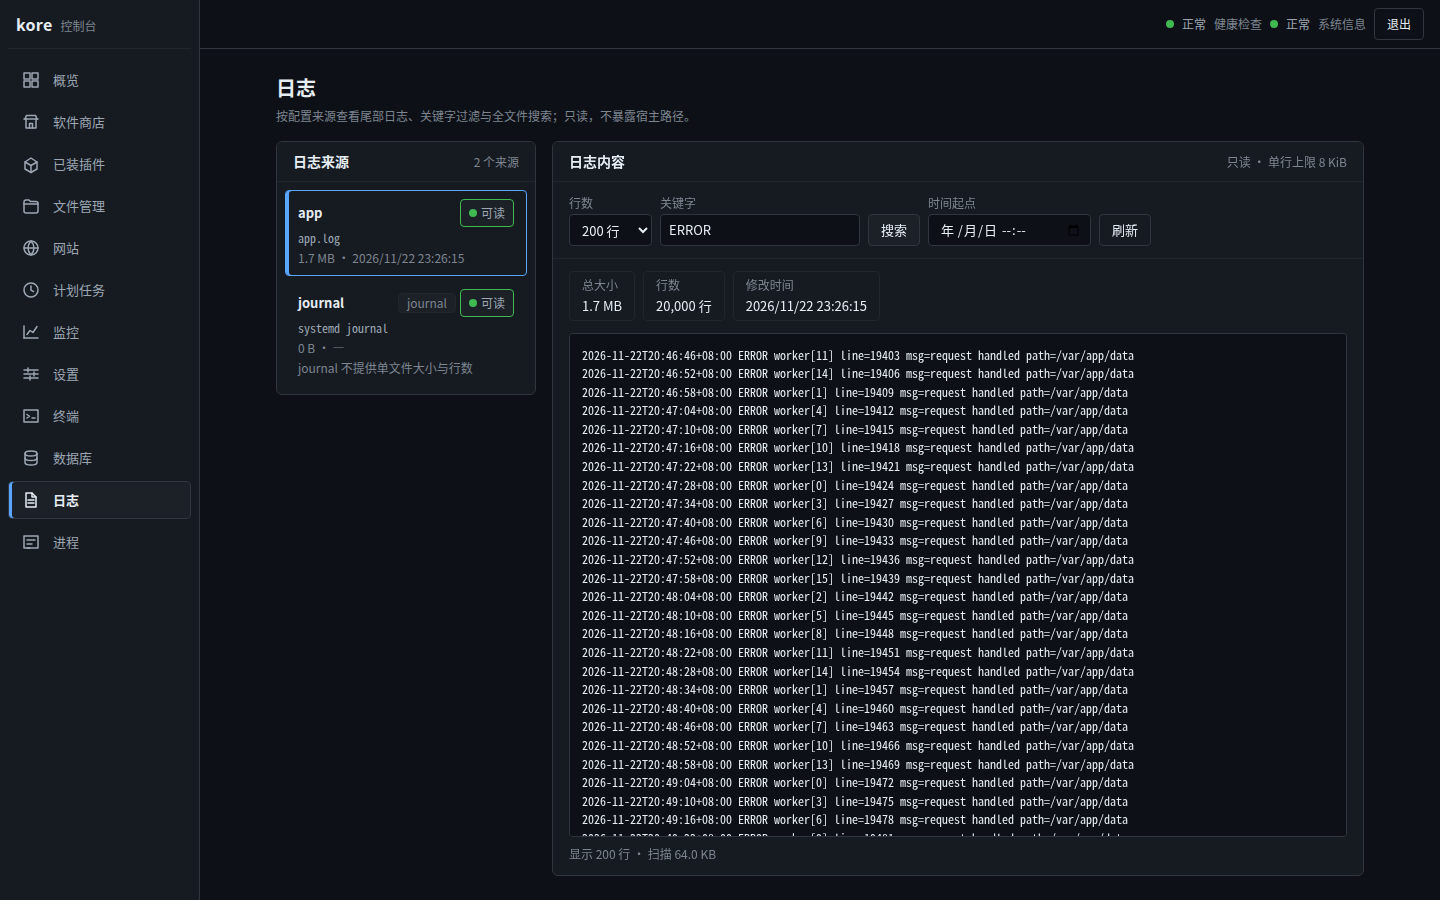 kore 控制台
概览
软件商店
已装插件
文件管理
网站
计划任务
监控
设置
终端
数据库
日志
进程
正常 健康检查 正常 系统信息 退出
日志
按配置来源查看尾部日志、关键字过滤与全文件搜索；只读，不暴露宿主路径。
日志来源 2 个来源
app 可读
app.log
1.7 MB · 2026/11/22 23:26:15
journal journal 可读
systemd journal
0 B · —
journal 不提供单文件大小与行数
日志内容 只读 · 单行上限 8 KiB
行数 关键字 时间起点
200 行 ERROR 搜索 年 /月/日 --:-- 刷新
总大小 行数 修改时间
1.7 MB 20,000 行 2026/11/22 23:26:15
2026-11-22T20:46:46+08:00 ERROR worker[11] line=19403 msg=request handled path=/var/app/data
2026-11-22T20:46:52+08:00 ERROR worker[14] line=19406 msg=request handled path=/var/app/data
2026-11-22T20:46:58+08:00 ERROR worker[1] line=19409 msg=request handled path=/var/app/data
2026-11-22T20:47:04+08:00 ERROR worker[4] line=19412 msg=request handled path=/var/app/data
2026-11-22T20:47:10+08:00 ERROR worker[7] line=19415 msg=request handled path=/var/app/data
2026-11-22T20:47:16+08:00 ERROR worker[10] line=19418 msg=request handled path=/var/app/data
2026-11-22T20:47:22+08:00 ERROR worker[13] line=19421 msg=request handled path=/var/app/data
2026-11-22T20:47:28+08:00 ERROR worker[0] line=19424 msg=request handled path=/var/app/data
2026-11-22T20:47:34+08:00 ERROR worker[3] line=19427 msg=request handled path=/var/app/data
2026-11-22T20:47:40+08:00 ERROR worker[6] line=19430 msg=request handled path=/var/app/data
2026-11-22T20:47:46+08:00 ERROR worker[9] line=19433 msg=request handled path=/var/app/data
2026-11-22T20:47:52+08:00 ERROR worker[12] line=19436 msg=request handled path=/var/app/data
2026-11-22T20:47:58+08:00 ERROR worker[15] line=19439 msg=request handled path=/var/app/data
2026-11-22T20:48:04+08:00 ERROR worker[2] line=19442 msg=request handled path=/var/app/data
2026-11-22T20:48:10+08:00 ERROR worker[5] line=19445 msg=request handled path=/var/app/data
2026-11-22T20:48:16+08:00 ERROR worker[8] line=19448 msg=request handled path=/var/app/data
2026-11-22T20:48:22+08:00 ERROR worker[11] line=19451 msg=request handled path=/var/app/data
2026-11-22T20:48:28+08:00 ERROR worker[14] line=19454 msg=request handled path=/var/app/data
2026-11-22T20:48:34+08:00 ERROR worker[1] line=19457 msg=request handled path=/var/app/data
2026-11-22T20:48:40+08:00 ERROR worker[4] line=19460 msg=request handled path=/var/app/data
2026-11-22T20:48:46+08:00 ERROR worker[7] line=19463 msg=request handled path=/var/app/data
2026-11-22T20:48:52+08:00 ERROR worker[10] line=19466 msg=request handled path=/var/app/data
2026-11-22T20:48:58+08:00 ERROR worker[13] line=19469 msg=request handled path=/var/app/data
2026-11-22T20:49:04+08:00 ERROR worker[0] line=19472 msg=request handled path=/var/app/data
2026-11-22T20:49:10+08:00 ERROR worker[3] line=19475 msg=request handled path=/var/app/data
2026-11-22T20:49:16+08:00 ERROR worker[6] line=19478 msg=request handled path=/var/app/data
显示 200 行 · 扫描 64.0 KB